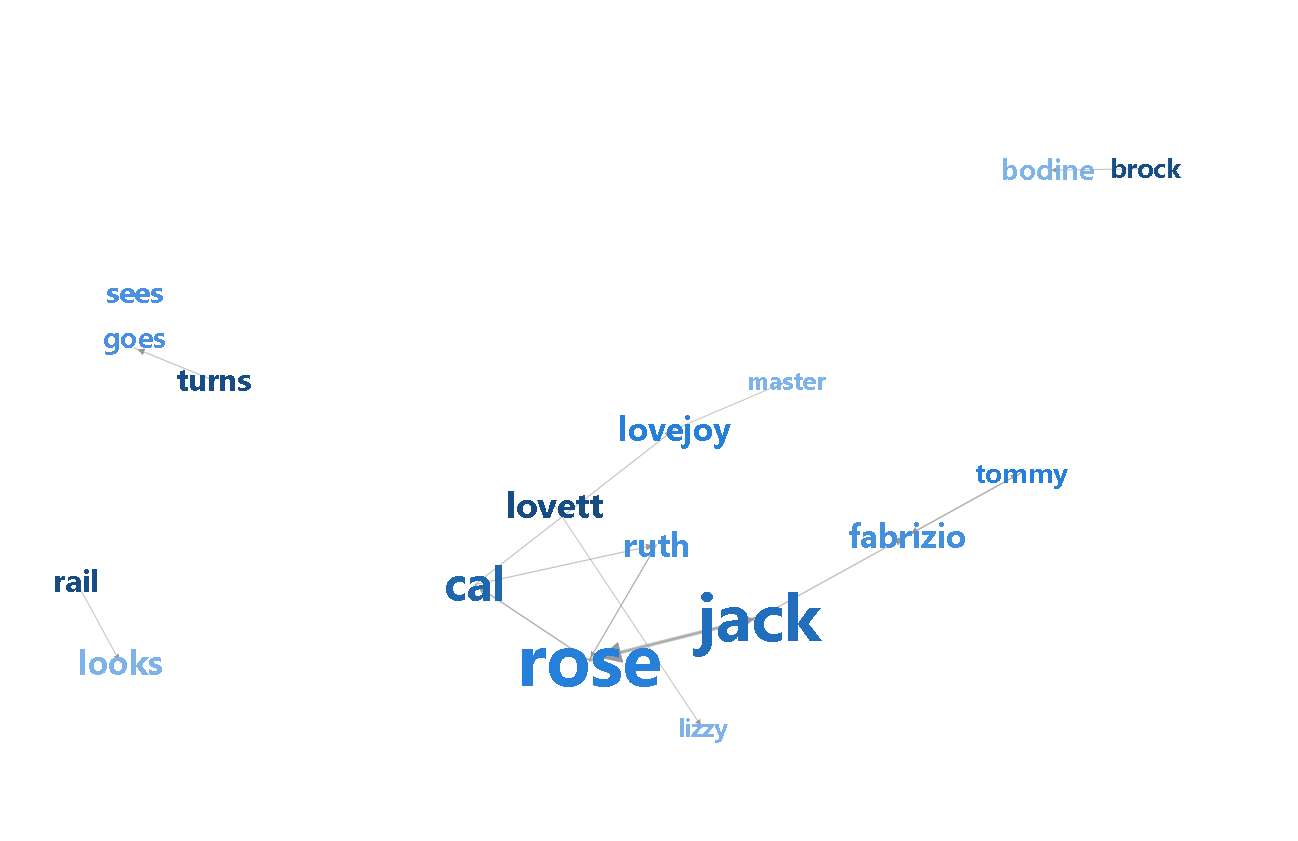 bodine brock
sees
goes
turns
master
lovejoy
tommy
lovett
fabrizio
ruth
rail
cal
jack
looks
rose
lizzy